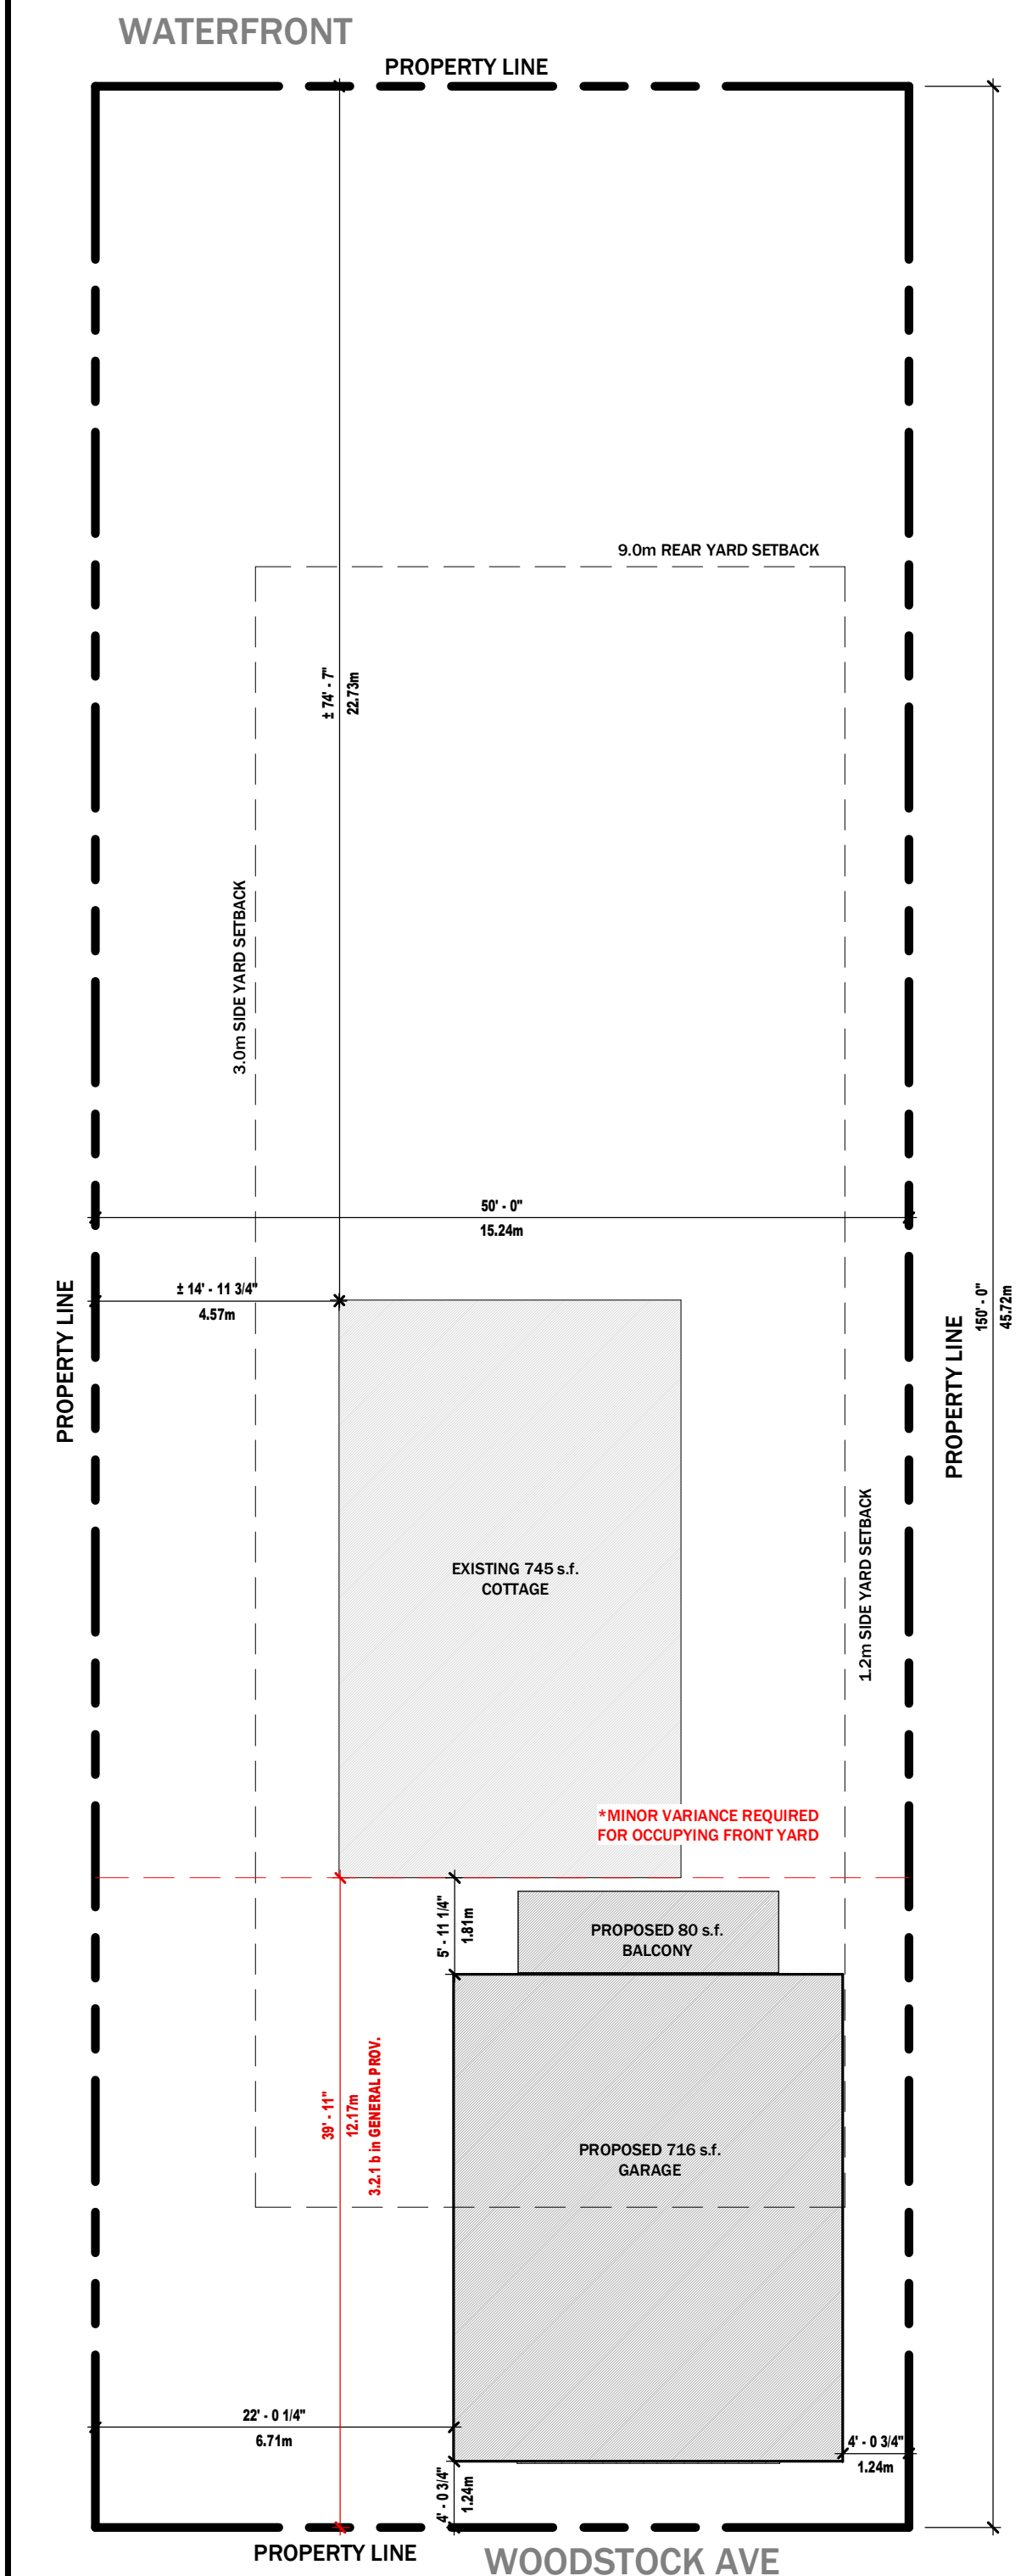 WATERFRONT
PROPERTY LINE
9.0m REAR YARD SETBACK
± 74' - 7"
22.73m
3.0m SIDE YARD SETBACK
50' - 0"
15.24m
± 14' - 11 3/4"
4.57m
PROPERTY LINE
PROPERTY LINE
150' - 0"
45.72m
EXISTING 745 s.f.
COTTAGE
1.2m SIDE YARD SETBACK
*MINOR VARIANCE REQUIRED
FOR OCCUPYING FRONT YARD
5' - 11 1/4"
1.81m
PROPOSED 80 s.f.
BALCONY
39' - 11"
12.17m
3.2.1 b in GENERAL PROV.
PROPOSED 716 s.f.
GARAGE
22' - 0 1/4"
6.71m
4' - 0 3/4"
1.24m
4' - 0 3/4"
1.24m
PROPERTY LINE
WOODSTOCK AVE